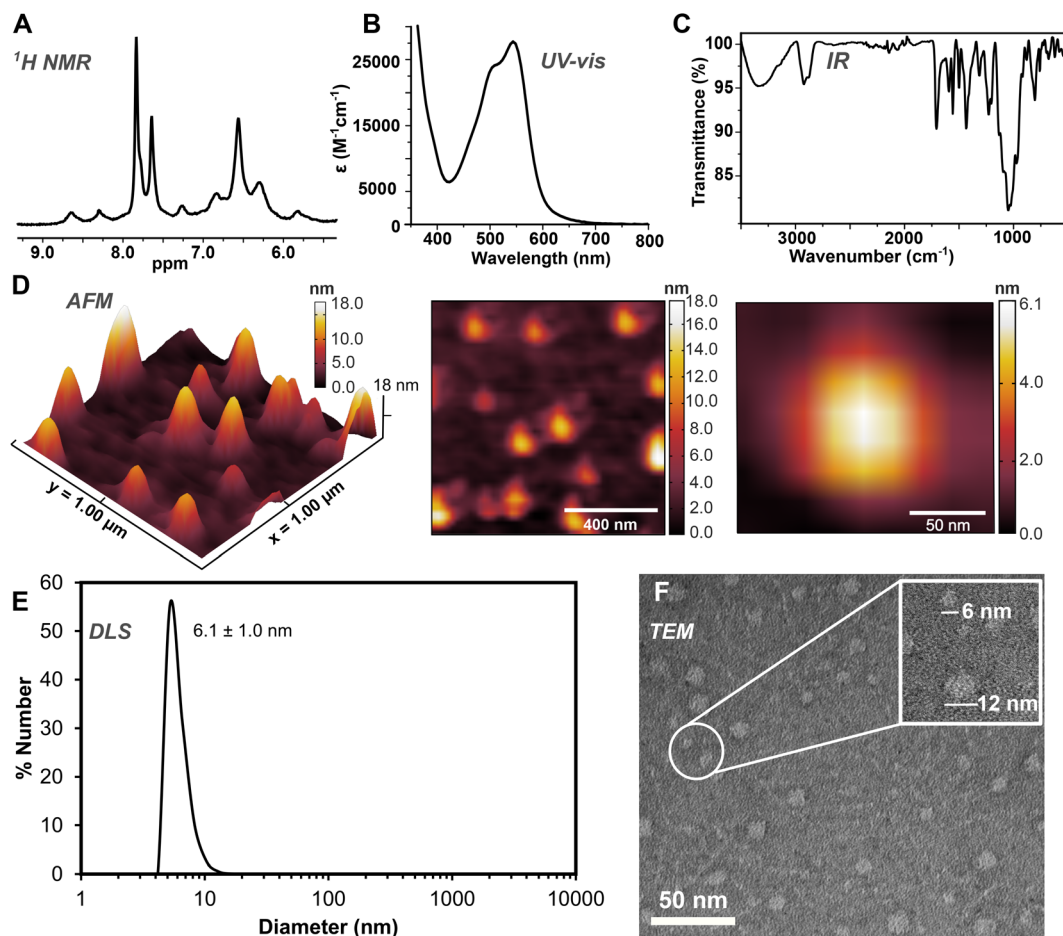 A
¹H NMR
9.0 8.0 7.0 6.0
ppm
B
UV-vis
ε (M⁻¹cm⁻¹)
25000
15000
5000
0
400 500 600 700 800
Wavelength (nm)
C
IR
Transmittance (%)
100
95
90
85
3000 2000 1000
Wavenumber (cm⁻¹)
D
AFM
nm
18.0
10.0
5.0
0.0
18 nm
y = 1.00 µm
x = 1.00 µm
nm
18.0
16.0
14.0
12.0
10.0
8.0
6.0
4.0
2.0
0.0
400 nm
nm
6.1
4.0
2.0
0.0
50 nm
E
DLS
6.1 ± 1.0 nm
% Number
60
50
40
30
20
10
0
1 10 100 1000 10000
Diameter (nm)
F
TEM
6 nm
12 nm
50 nm